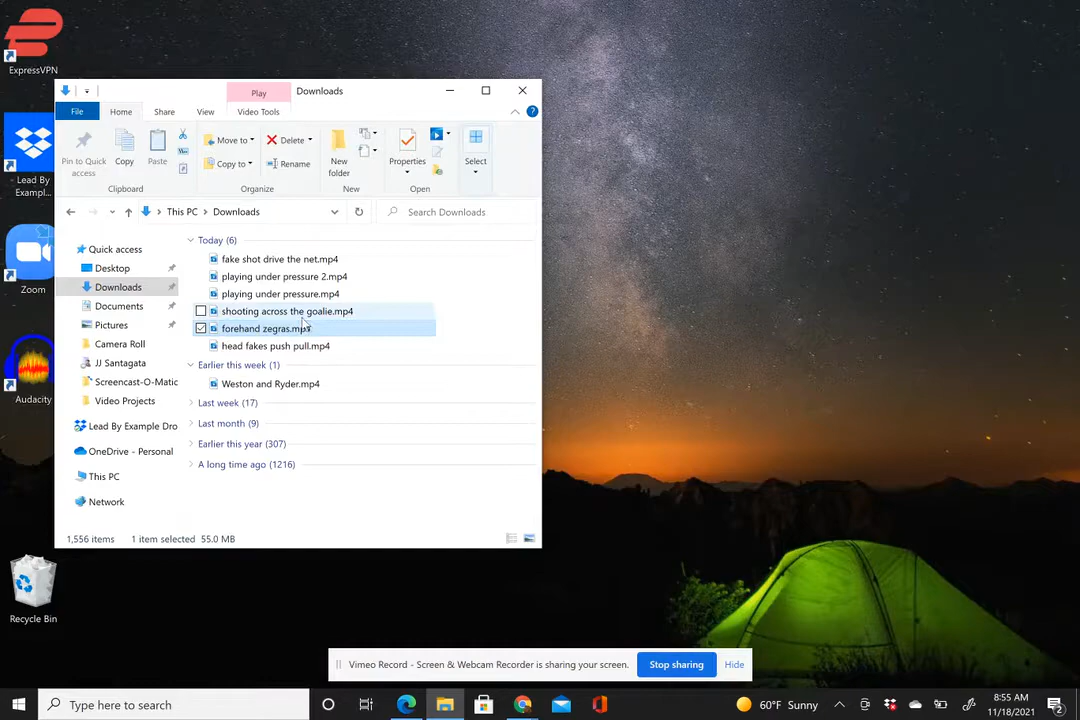 ExpressVPN
Lead By
Exampl...
Zoom
Audacity
Recycle Bin
Play
Downloads
File
Home
Share
View
Video Tools
Pin to Quick
access
Copy
Paste
Clipboard
Move to
Copy to
Delete
Rename
Organize
New
folder
New
Properties
Open
Select
This PC
Downloads
Search Downloads
Quick access
Desktop
Downloads
Documents
Pictures
Camera Roll
JJ Santagata
Screencast-O-Matic
Video Projects
Lead By Example Dro
OneDrive - Personal
This PC
Network
Today (6)
fake shot drive the net.mp4
playing under pressure 2.mp4
playing under pressure.mp4
shooting across the goalie.mp4
forehand zegras.mp4
head fakes push pull.mp4
Earlier this week (1)
Weston and Ryder.mp4
Last week (17)
Last month (9)
Earlier this year (307)
A long time ago (1216)
1,556 items 1 item selected 55.0 MB
Vimeo Record - Screen & Webcam Recorder is sharing your screen.
Stop sharing
Hide
Type here to search
60°F Sunny
8:55 AM
11/18/2021
2